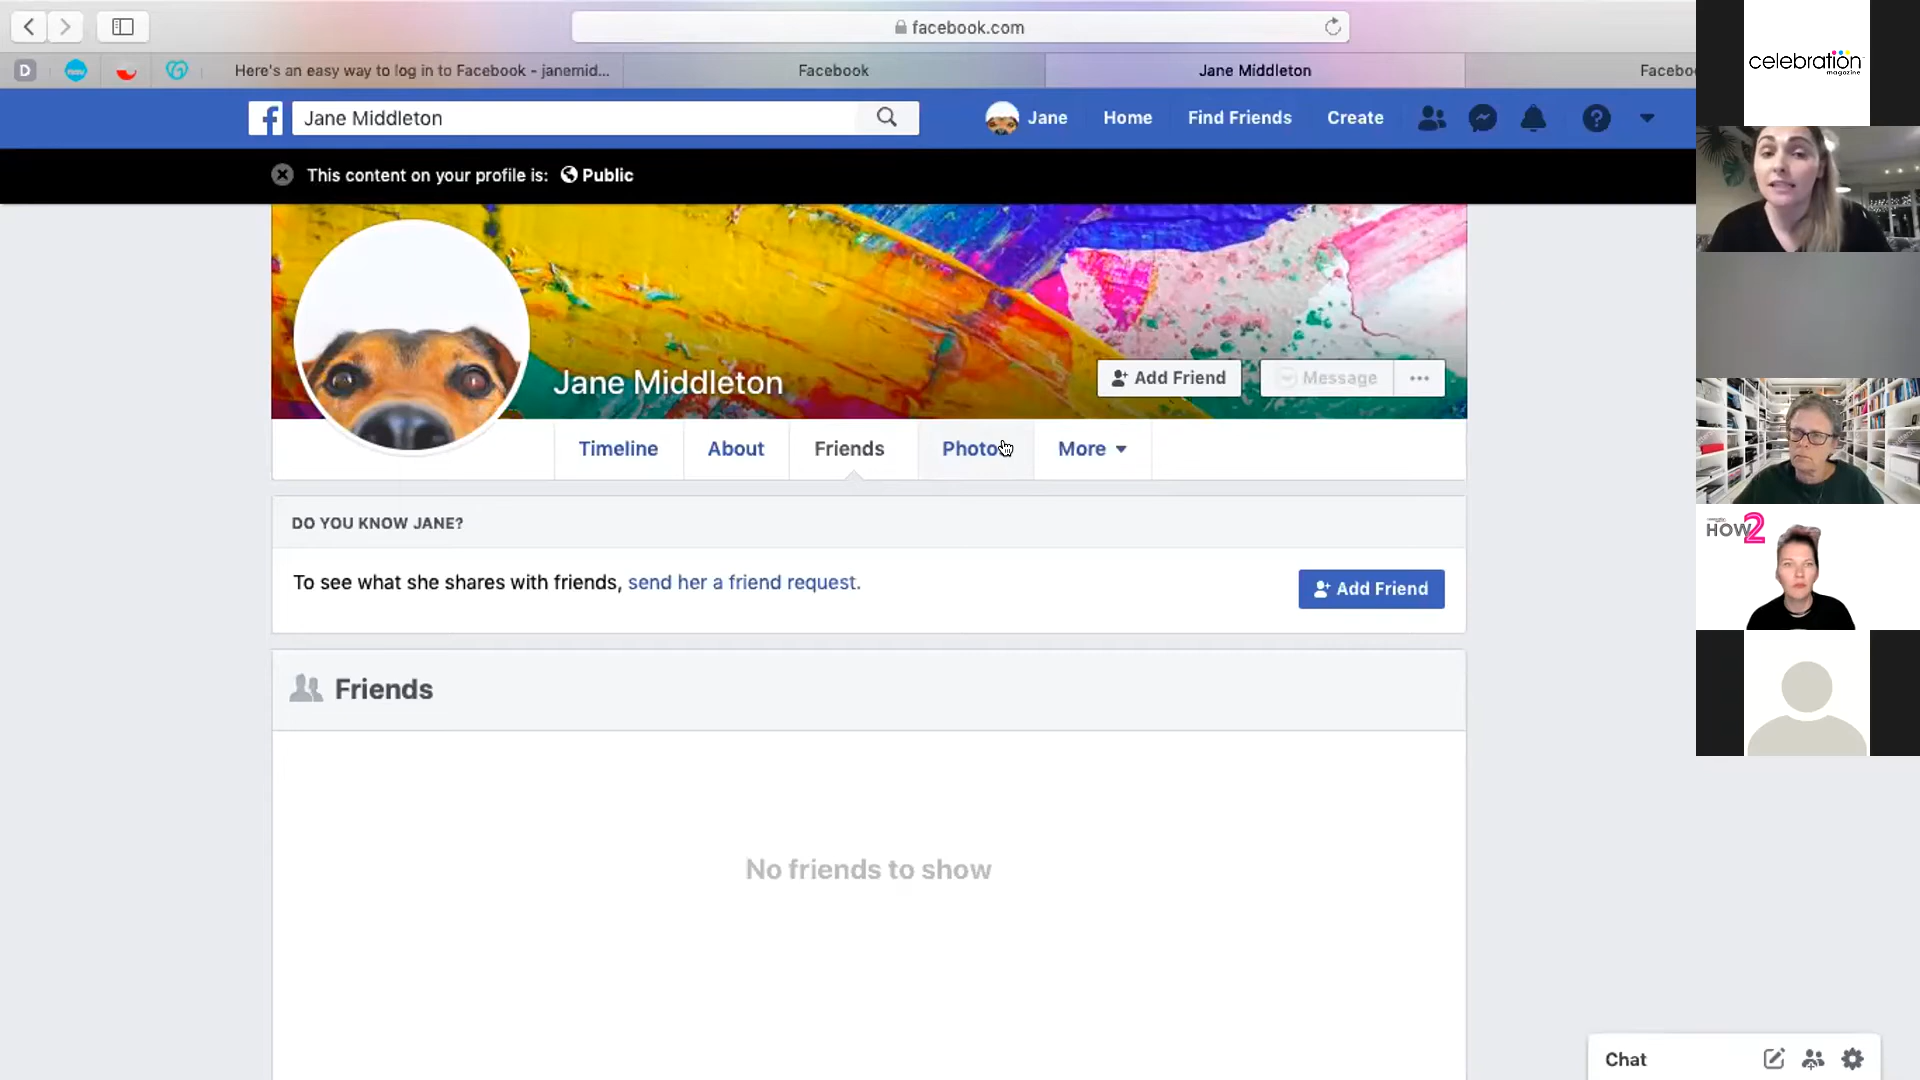 facebook.com
D
Here's an easy way to log in to Facebook - janemid...
Facebook
Jane Middleton
Facebo
celebration
magazine
f
Jane Middleton
Jane
Home
Find Friends
Create
This content on your profile is: Public
Jane Middleton
Add Friend
Message
Timeline
About
Friends
Photo
More
DO YOU KNOW JANE?
To see what she shares with friends, send her a friend request.
Add Friend
HOW2
Friends
No friends to show
Chat